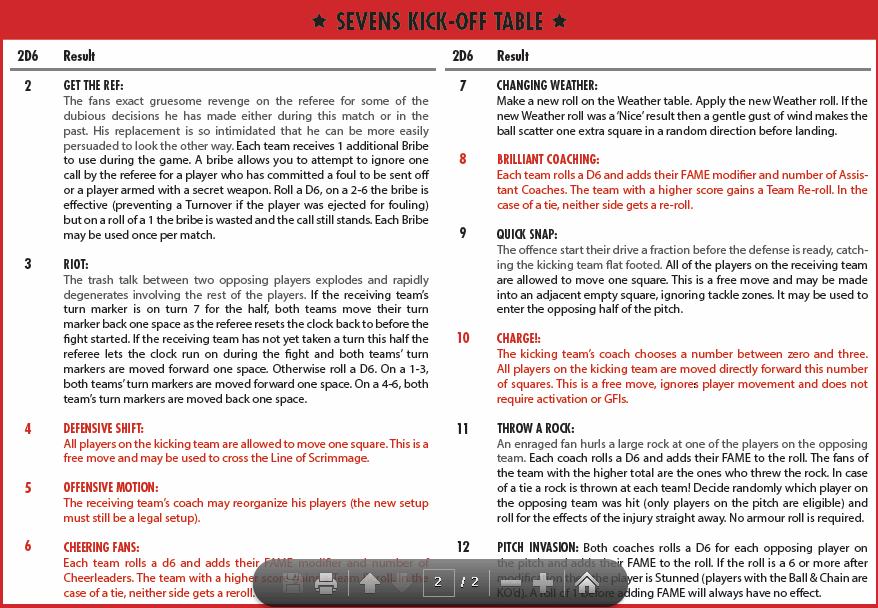 ★ SEVENS KICK-OFF TABLE ★
2D6 Result
2 GET THE REF:
The fans exact gruesome revenge on the referee for some of the
dubious decisions he has made either during this match or in the
past. His replacement is so intimidated that he can be more easily
persuaded to look the other way. Each team receives 1 additional Bribe
to use during the game. A bribe allows you to attempt to ignore one
call by the referee for a player who has committed a foul to be sent off
or a player armed with a secret weapon. Roll a D6, on a 2-6 the bribe is
effective (preventing a Turnover if the player was ejected for fouling)
but on a roll of a 1 the bribe is wasted and the call still stands. Each Bribe
may be used once per match.
3 RIOT:
The trash talk between two opposing players explodes and rapidly
degenerates involving the rest of the players. If the receiving team's
turn marker is on turn 7 for the half, both teams move their turn
marker back one space as the referee resets the clock back to before the
fight started. If the receiving team has not yet taken a turn this half the
referee lets the clock run on during the fight and both teams' turn
markers are moved forward one space. Otherwise roll a D6. On a 1-3,
both teams' turn markers are moved forward one space. On a 4-6, both
team's turn markers are moved back one space.
4 DEFENSIVE SHIFT:
All players on the kicking team are allowed to move one square. This is a
free move and may be used to cross the Line of Scrimmage.
5 OFFENSIVE MOTION:
The receiving team's coach may reorganize his players (the new setup
must still be a legal setup).
6 CHEERING FANS:
Each team rolls a d6 and adds their FAME modifier and number of
Cheerleaders. The team with a higher score gains a Team Re-roll. In the
case of a tie, neither side gets a reroll.
2D6 Result
7 CHANGING WEATHER:
Make a new roll on the Weather table. Apply the new Weather roll. If the
new Weather roll was a 'Nice' result then a gentle gust of wind makes the
ball scatter one extra square in a random direction before landing.
8 BRILLIANT COACHING:
Each team rolls a D6 and adds their FAME modifier and number of Assis-
tant Coaches. The team with a higher score gains a Team Re-roll. In the
case of a tie, neither side gets a re-roll.
9 QUICK SNAP:
The offence start their drive a fraction before the defense is ready, catch-
ing the kicking team flat footed. All of the players on the receiving team
are allowed to move one square. This is a free move and may be made
into an adjacent empty square, ignoring tackle zones. It may be used to
enter the opposing half of the pitch.
10 CHARGE!:
The kicking team's coach chooses a number between zero and three.
All players on the kicking team are moved directly forward this number
of squares. This is a free move, ignores player movement and does not
require activation or GFIs.
11 THROW A ROCK:
An enraged fan hurls a large rock at one of the players on the opposing
team. Each coach rolls a D6 and adds their FAME to the roll. The fans of
the team with the higher total are the ones who threw the rock. In case
of a tie a rock is thrown at each team! Decide randomly which player on
the opposing team was hit (only players on the pitch are eligible) and
roll for the effects of the injury straight away. No armour roll is required.
12 PITCH INVASION: Both coaches rolls a D6 for each opposing player on
the pitch and adds their FAME to the roll. If the roll is a 6 or more after
modification the player is Stunned (players with the Ball & Chain are
KO'd). A roll of 1 before adding FAME will always have no effect.
2 / 2